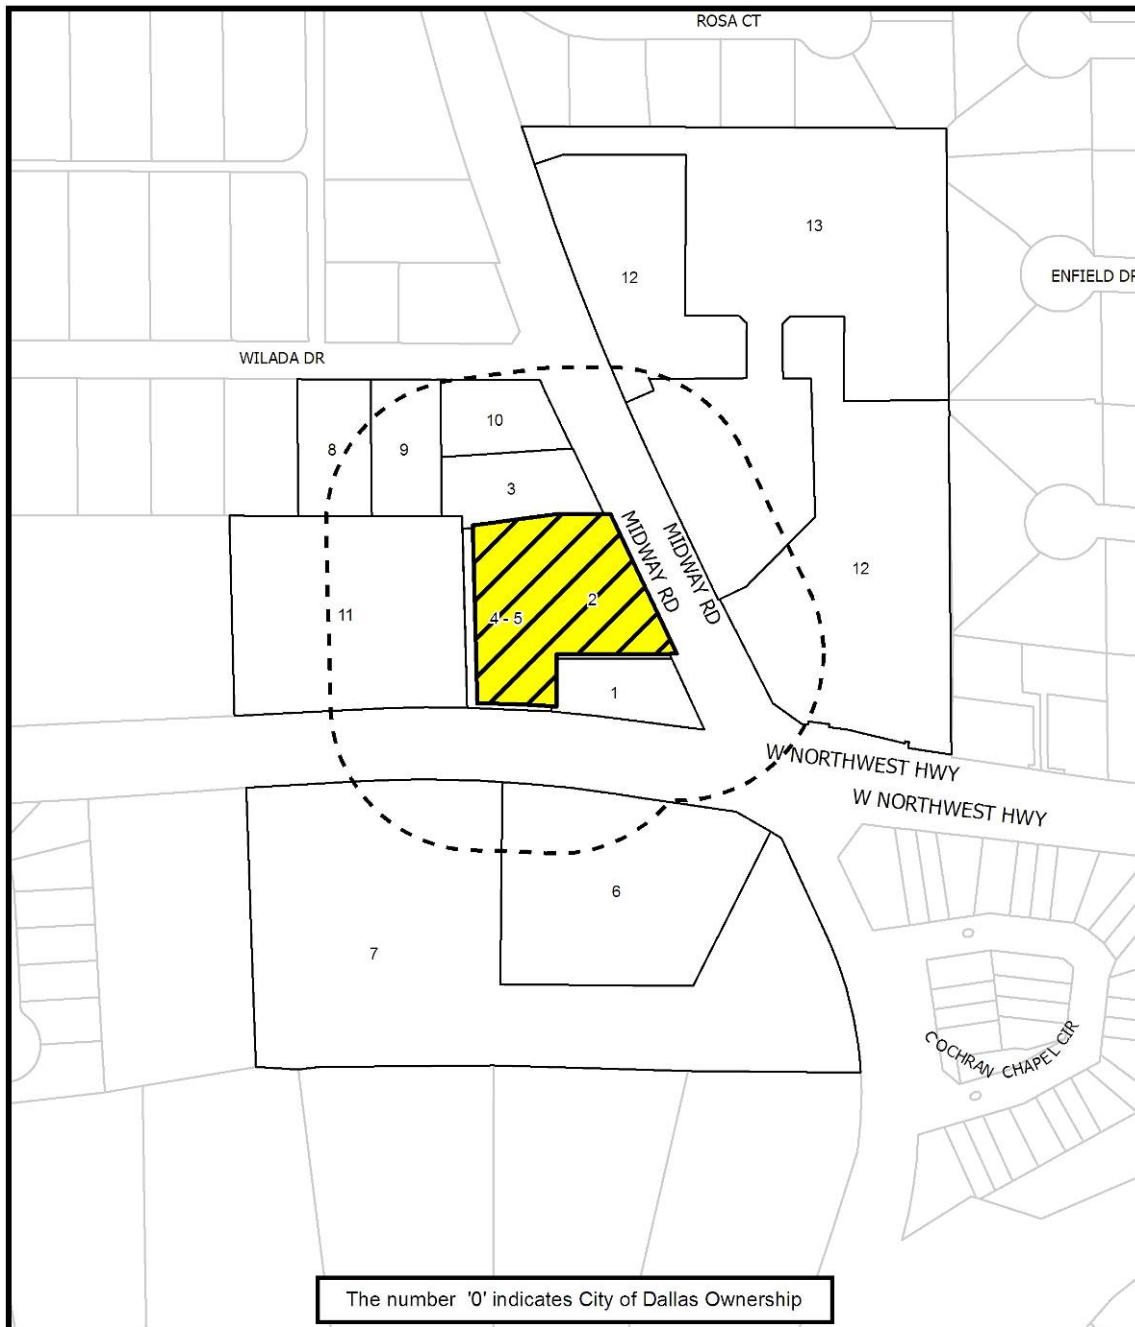 ROSA CT
13
12
ENFIELD DR
WILADA DR
10
8
9
3
MIDWAY RD
MIDWAY RD
12
2
4 - 5
11
1
W NORTHWEST HWY
W NORTHWEST HWY
6
7
COCHRAN CHAPEL CIR
The number '0' indicates City of Dallas Ownership